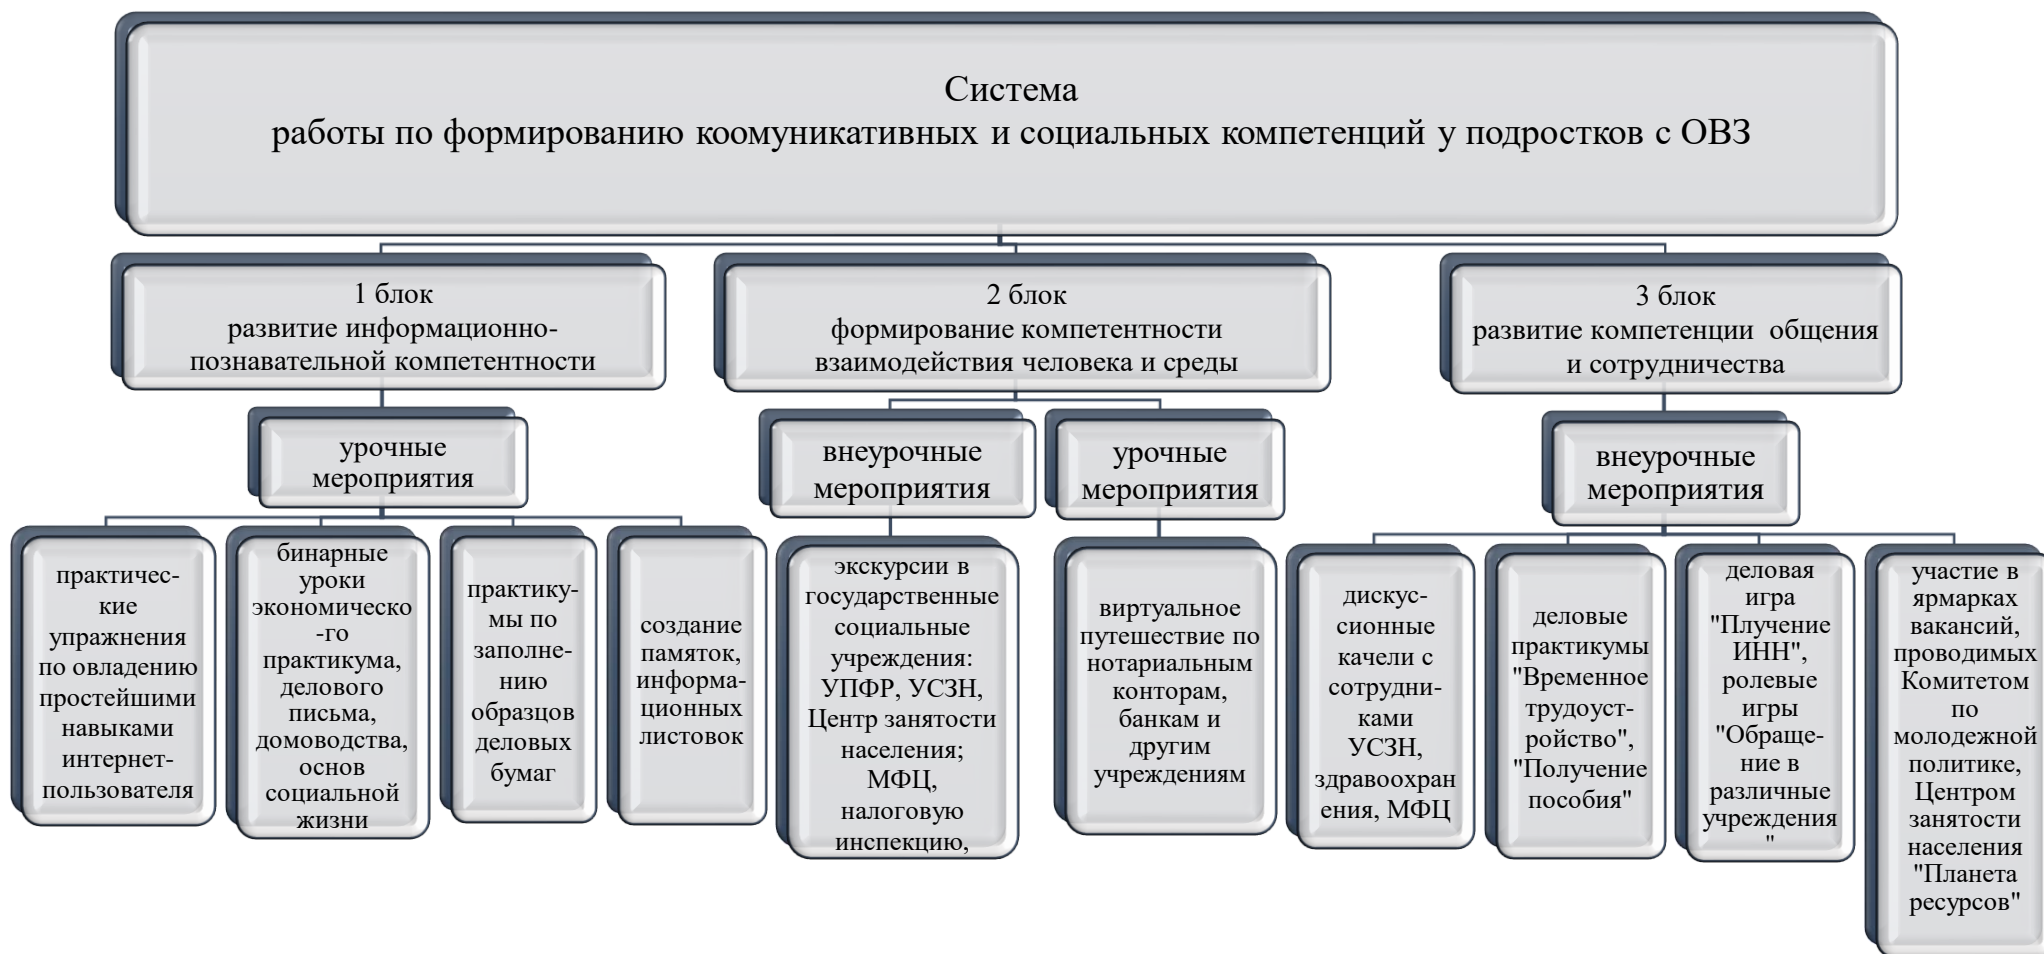 Система
работы по формированию коомуникативных и социальных компетенций у подростков с ОВЗ
1 блок
развитие информационно-
познавательной компетентности
2 блок
формирование компетентности
взаимодействия человека и среды
3 блок
развитие компетенции общения
и сотрудничества
урочные
мероприятия
внеурочные
мероприятия
урочные
мероприятия
внеурочные
мероприятия
практичес-
кие
упражнения
по овладению
простейшими
навыками
интернет-
пользователя
бинарные
уроки
экономическо
-го
практикума,
делового
письма,
домоводства,
основ
социальной
жизни
практику-
мы по
заполне-
нию
образцов
деловых
бумаг
создание
памяток,
информа-
ционных
листовок
экскурсии в
государственные
социальные
учреждения:
УПФР, УСЗН,
Центр занятости
населения;
МФЦ,
налоговую
инспекцию,
виртуальное
путешествие по
нотариальным
конторам,
банкам и
другим
учреждениям
дискус-
сионные
качели с
сотрудни-
ками
УСЗН,
здравоохран
ения, МФЦ
деловые
практикумы
"Временное
трудоуст-
ройство",
"Получение
пособия"
деловая
игра
"Плучение
ИНН",
ролевые
игры
"Обраще-
ние в
различные
учреждения
"
участие в
ярмарках
вакансий,
проводимых
Комитетом
по
молодежной
политике,
Центром
занятости
населения
"Планета
ресурсов"